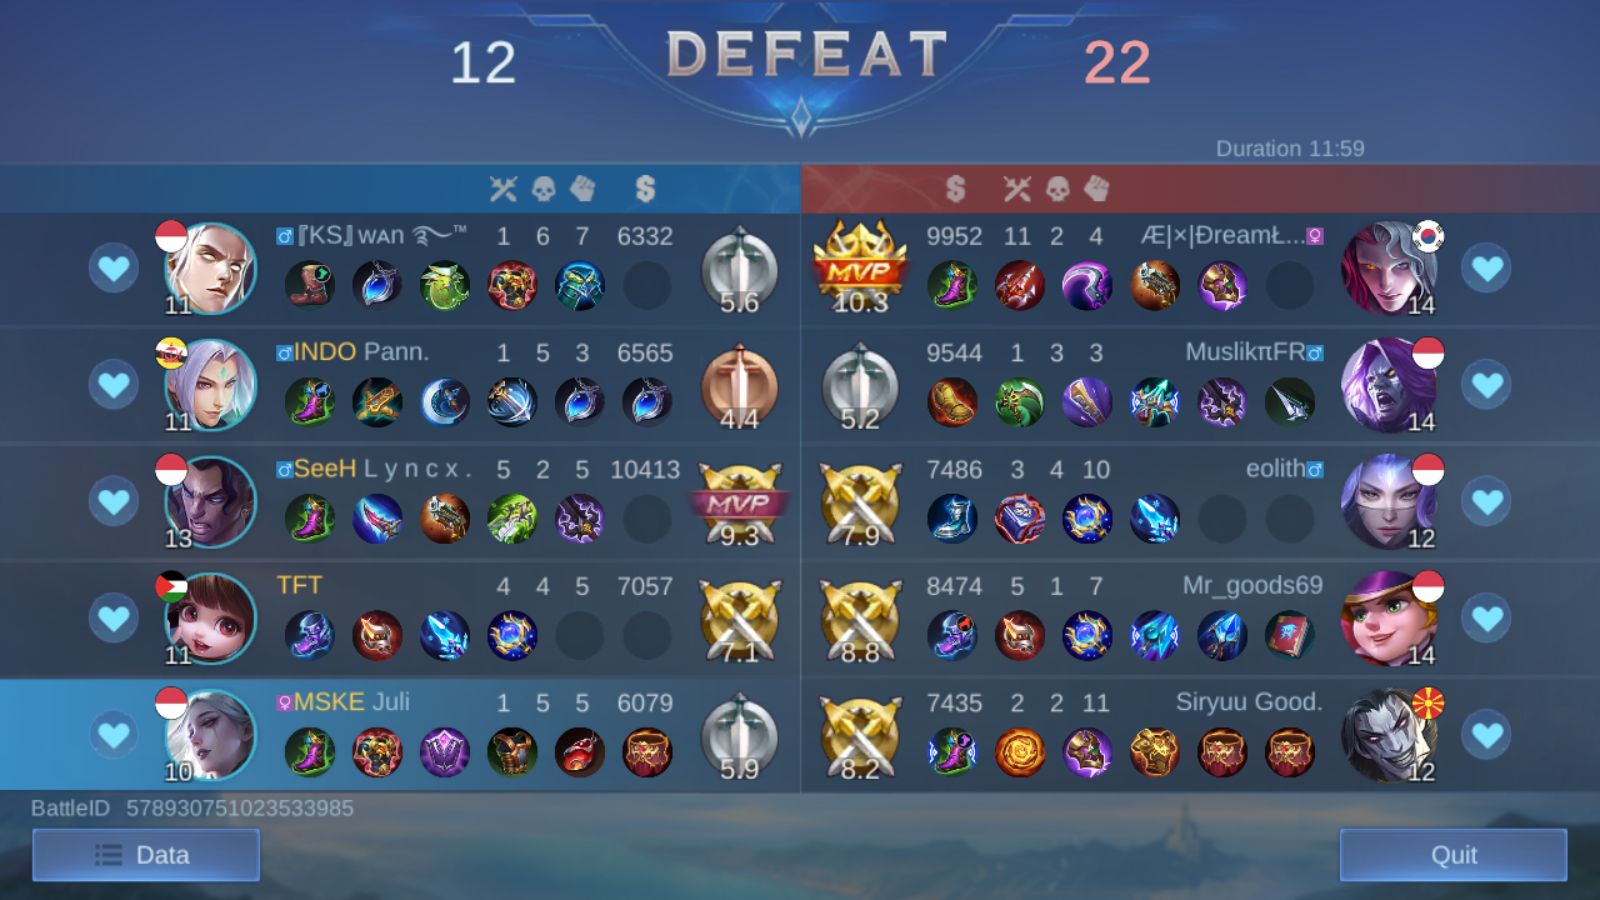 12 DEFEAT 22
Duration 11:59
『KS』ᴡᴀɴ ࿐™ 1 6 7 6332
11 5.6
MVP
10.3
9952 11 2 4 Æ|×|ÐreamŁ...
14
INDO Pann. 1 5 3 6565
11 4.4
5.2
9544 1 3 3 MuslikπFR
14
SeeH L y n c x . 5 2 5 10413
13
MVP
9.3
7.9
7486 3 4 10 eolith
12
TFT 4 4 5 7057
11 7.1
8.8
8474 5 1 7 Mr_goods69
14
MSKE Juli 1 5 5 6079
10 5.9
8.2
7435 2 2 11 Siryuu Good.
12
BattleID 578930751023533985
Data
Quit